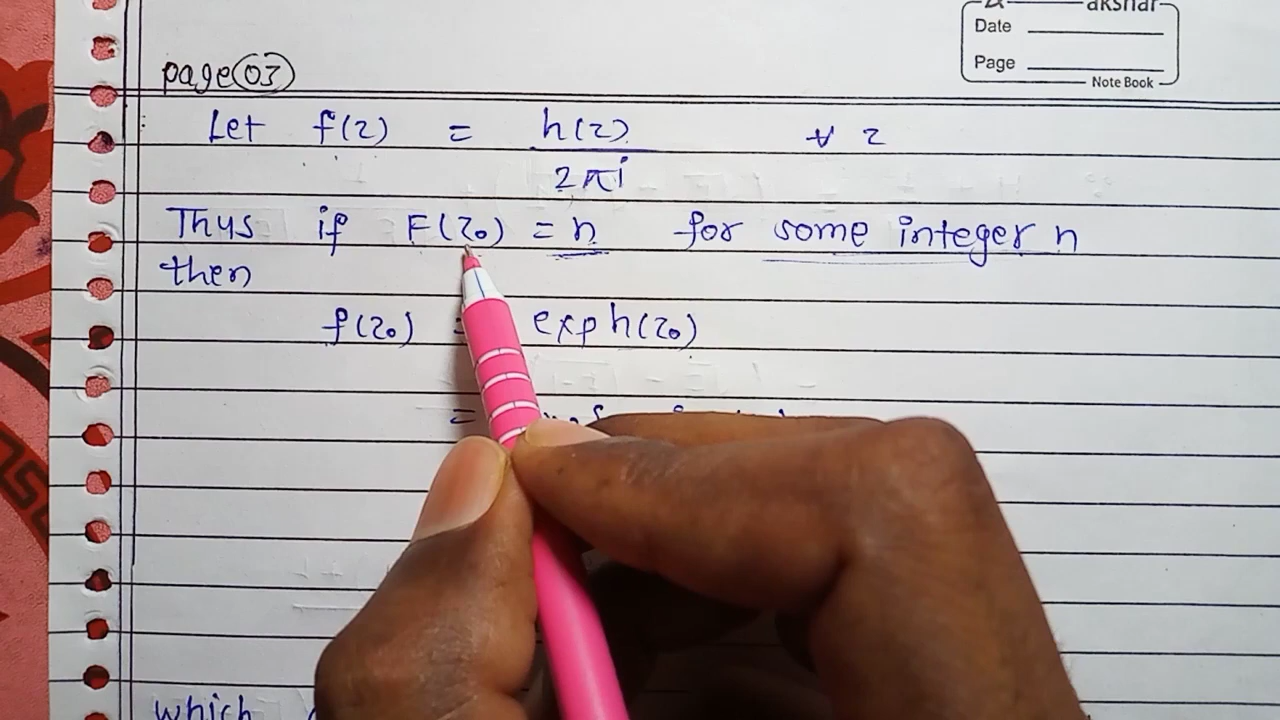 akshar
Date
Page
Note Book
page 03
Let f(z) = h(z) / 2πi ∀ z
Thus if F(z₀) = n for some integer n
then
f(z₀) = exp h(z₀)
=
which